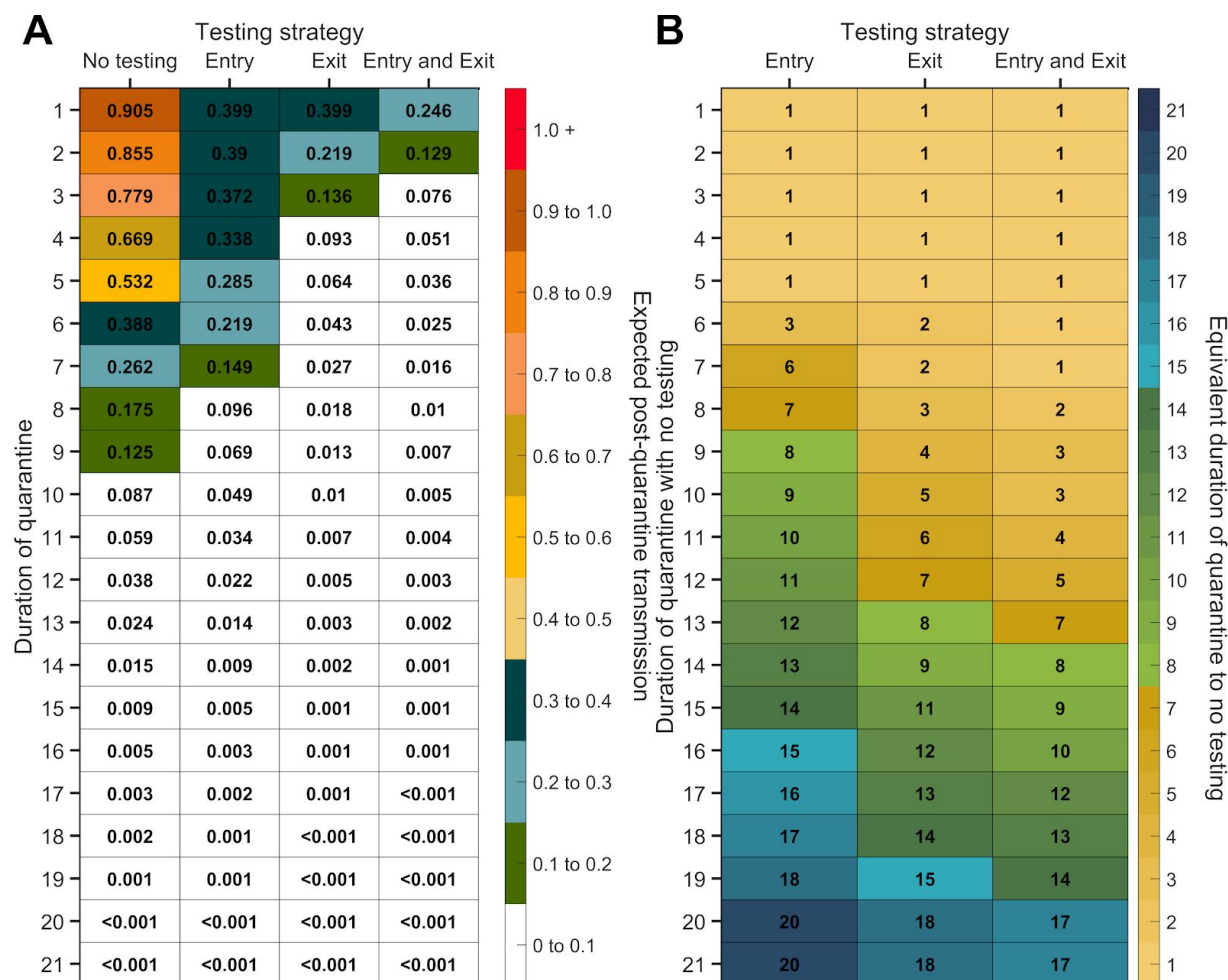 A
Testing strategy
No testing Entry Exit Entry and Exit
Duration of quarantine
1 0.905 0.399 0.399 0.246
2 0.855 0.39 0.219 0.129
3 0.779 0.372 0.136 0.076
4 0.669 0.338 0.093 0.051
5 0.532 0.285 0.064 0.036
6 0.388 0.219 0.043 0.025
7 0.262 0.149 0.027 0.016
8 0.175 0.096 0.018 0.01
9 0.125 0.069 0.013 0.007
10 0.087 0.049 0.01 0.005
11 0.059 0.034 0.007 0.004
12 0.038 0.022 0.005 0.003
13 0.024 0.014 0.003 0.002
14 0.015 0.009 0.002 0.001
15 0.009 0.005 0.001 0.001
16 0.005 0.003 0.001 0.001
17 0.003 0.002 0.001 <0.001
18 0.002 0.001 <0.001 <0.001
19 0.001 0.001 <0.001 <0.001
20 <0.001 <0.001 <0.001 <0.001
21 <0.001 <0.001 <0.001 <0.001
1.0 +
0.9 to 1.0
0.8 to 0.9
0.7 to 0.8
0.6 to 0.7
0.5 to 0.6
0.4 to 0.5
0.3 to 0.4
0.2 to 0.3
0.1 to 0.2
0 to 0.1
Expected post-quarantine transmission
B
Testing strategy
Entry Exit Entry and Exit
Duration of quarantine with no testing
1 1 1 1
2 1 1 1
3 1 1 1
4 1 1 1
5 1 1 1
6 3 2 1
7 6 2 1
8 7 3 2
9 8 4 3
10 9 5 3
11 10 6 4
12 11 7 5
13 12 8 7
14 13 9 8
15 14 11 9
16 15 12 10
17 16 13 12
18 17 14 13
19 18 15 14
20 20 18 17
21 20 18 17
21
20
19
18
17
16
15
14
13
12
11
10
9
8
7
6
5
4
3
2
1
Equivalent duration of quarantine to no testing